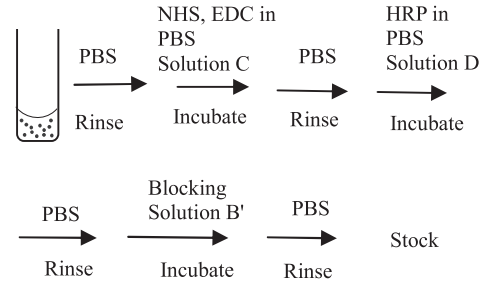 PBS
Rinse
NHS, EDC in
PBS
Solution C
Incubate
PBS
Rinse
HRP in
PBS
Solution D
Incubate
PBS
Rinse
Blocking
Solution B'
Incubate
PBS
Rinse
Stock